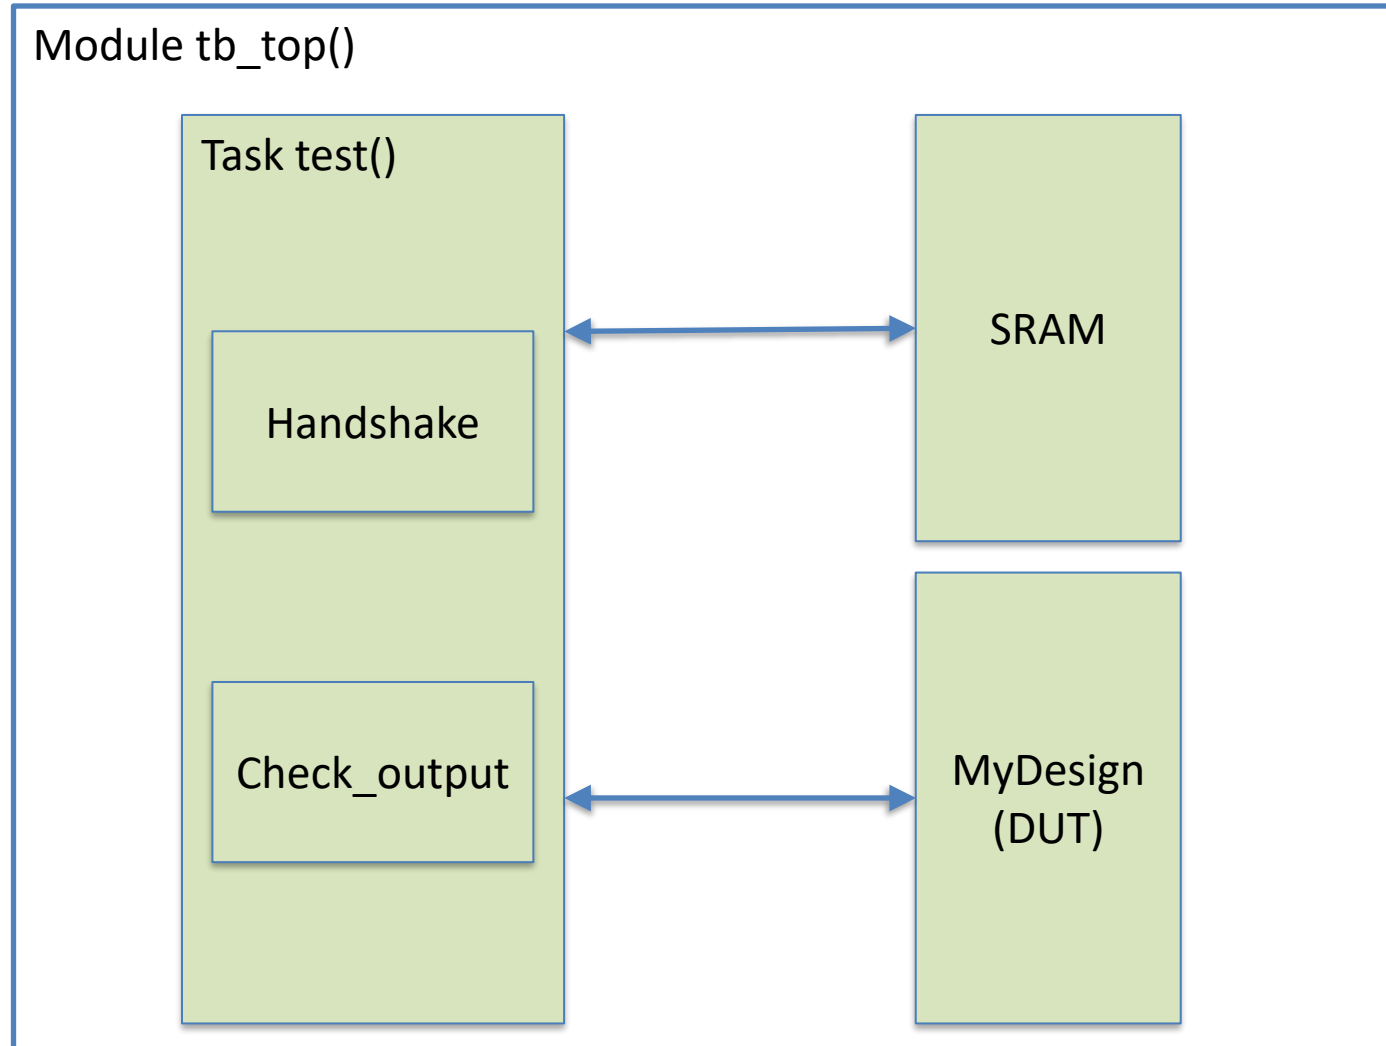 Module tb_top()
Task test()
SRAM
Handshake
Check_output
MyDesign
(DUT)